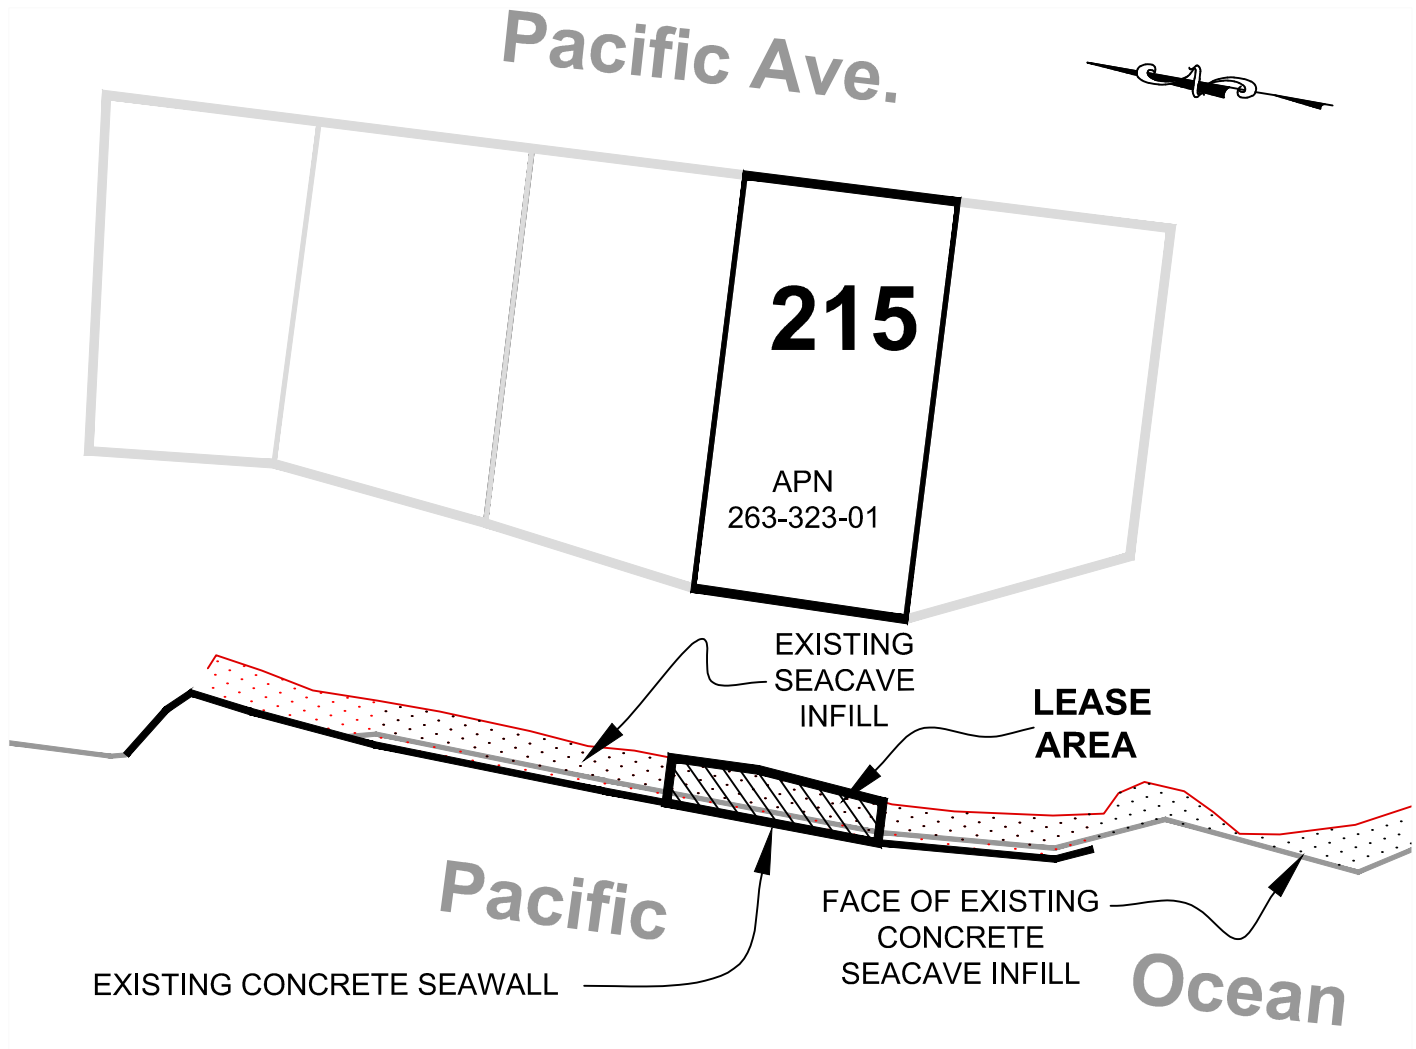 Pacific Ave.
215
APN
263-323-01
EXISTING
SEACAVE
INFILL
LEASE
AREA
Pacific
FACE OF EXISTING
CONCRETE
SEACAVE INFILL
EXISTING CONCRETE SEAWALL
Ocean